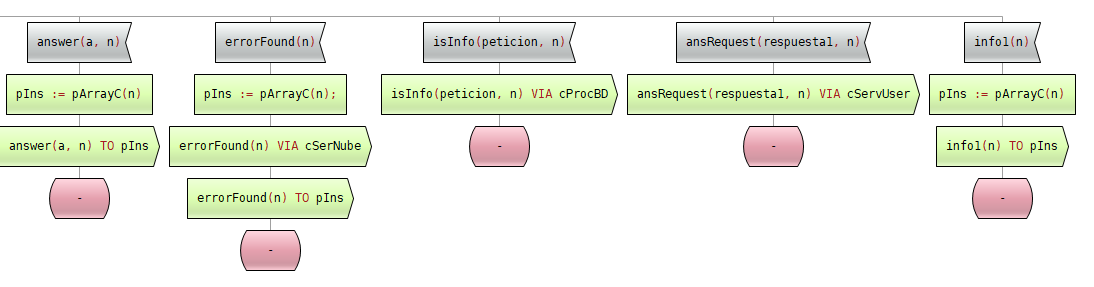 answer(a, n)
errorFound(n)
isInfo(peticion, n)
ansRequest(respuesta1, n)
info1(n)
pIns := pArrayC(n)
pIns := pArrayC(n);
isInfo(peticion, n) VIA cProcBD
ansRequest(respuesta1, n) VIA cServUser
pIns := pArrayC(n)
answer(a, n) TO pIns
errorFound(n) VIA cSerNube
-
-
info1(n) TO pIns
-
errorFound(n) TO pIns
-
-